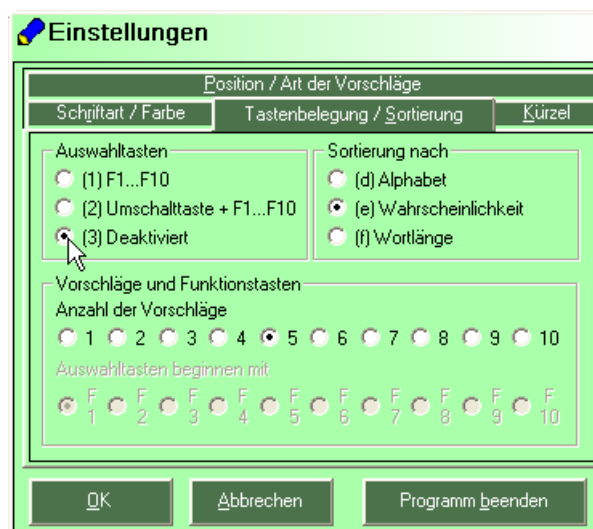 Einstellungen
Position / Art der Vorschläge
Schriftart / Farbe Tastenbelegung / Sortierung Kürzel
Auswahltasten Sortierung nach
(1) F1...F10 (d) Alphabet
(2) Umschalttaste + F1...F10 (e) Wahrscheinlichkeit
(3) Deaktiviert (f) Wortlänge
Vorschläge und Funktionstasten
Anzahl der Vorschläge
1 2 3 4 5 6 7 8 9 10
Auswahltasten beginnen mit
F F F F F F F F F F
1 2 3 4 5 6 7 8 9 10
OK Abbrechen Programm beenden